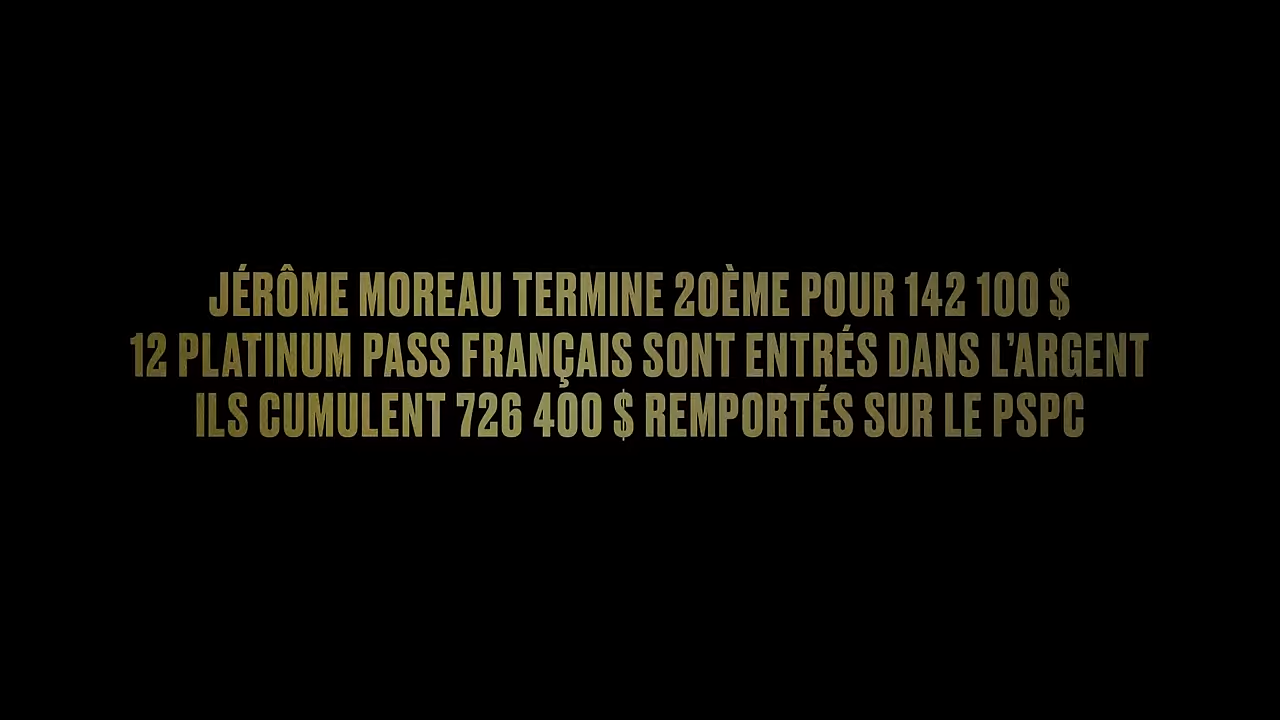 JÉRÔME MOREAU TERMINE 20ÈME POUR 142 100 $
12 PLATINUM PASS FRANÇAIS SONT ENTRÉS DANS L’ARGENT
ILS CUMULENT 726 400 $ REMPORTÉS SUR LE PSPC